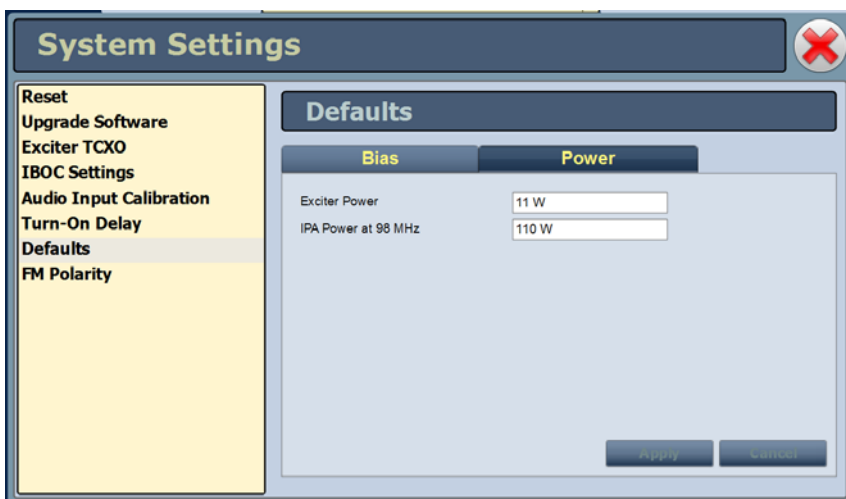 System Settings
Reset
Upgrade Software
Exciter TCXO
IBOC Settings
Audio Input Calibration
Turn-On Delay
Defaults
FM Polarity
Defaults
Bias Power
Exciter Power 11 W
IPA Power at 98 MHz 110 W
Apply Cancel